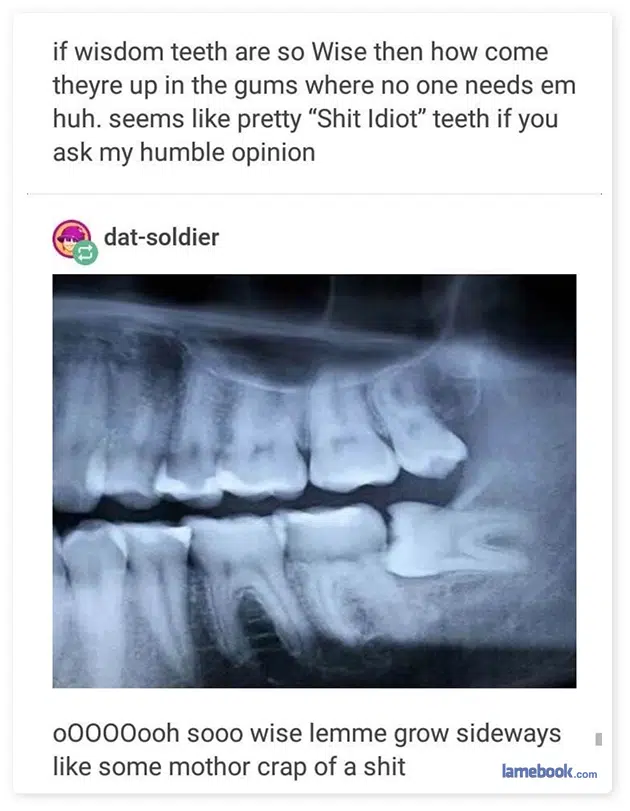 if wisdom teeth are so Wise then how come
theyre up in the gums where no one needs em
huh. seems like pretty “Shit Idiot” teeth if you
ask my humble opinion
dat-soldier
oOOOOooh sooo wise lemme grow sideways
like some mothor crap of a shit
lamebook.com